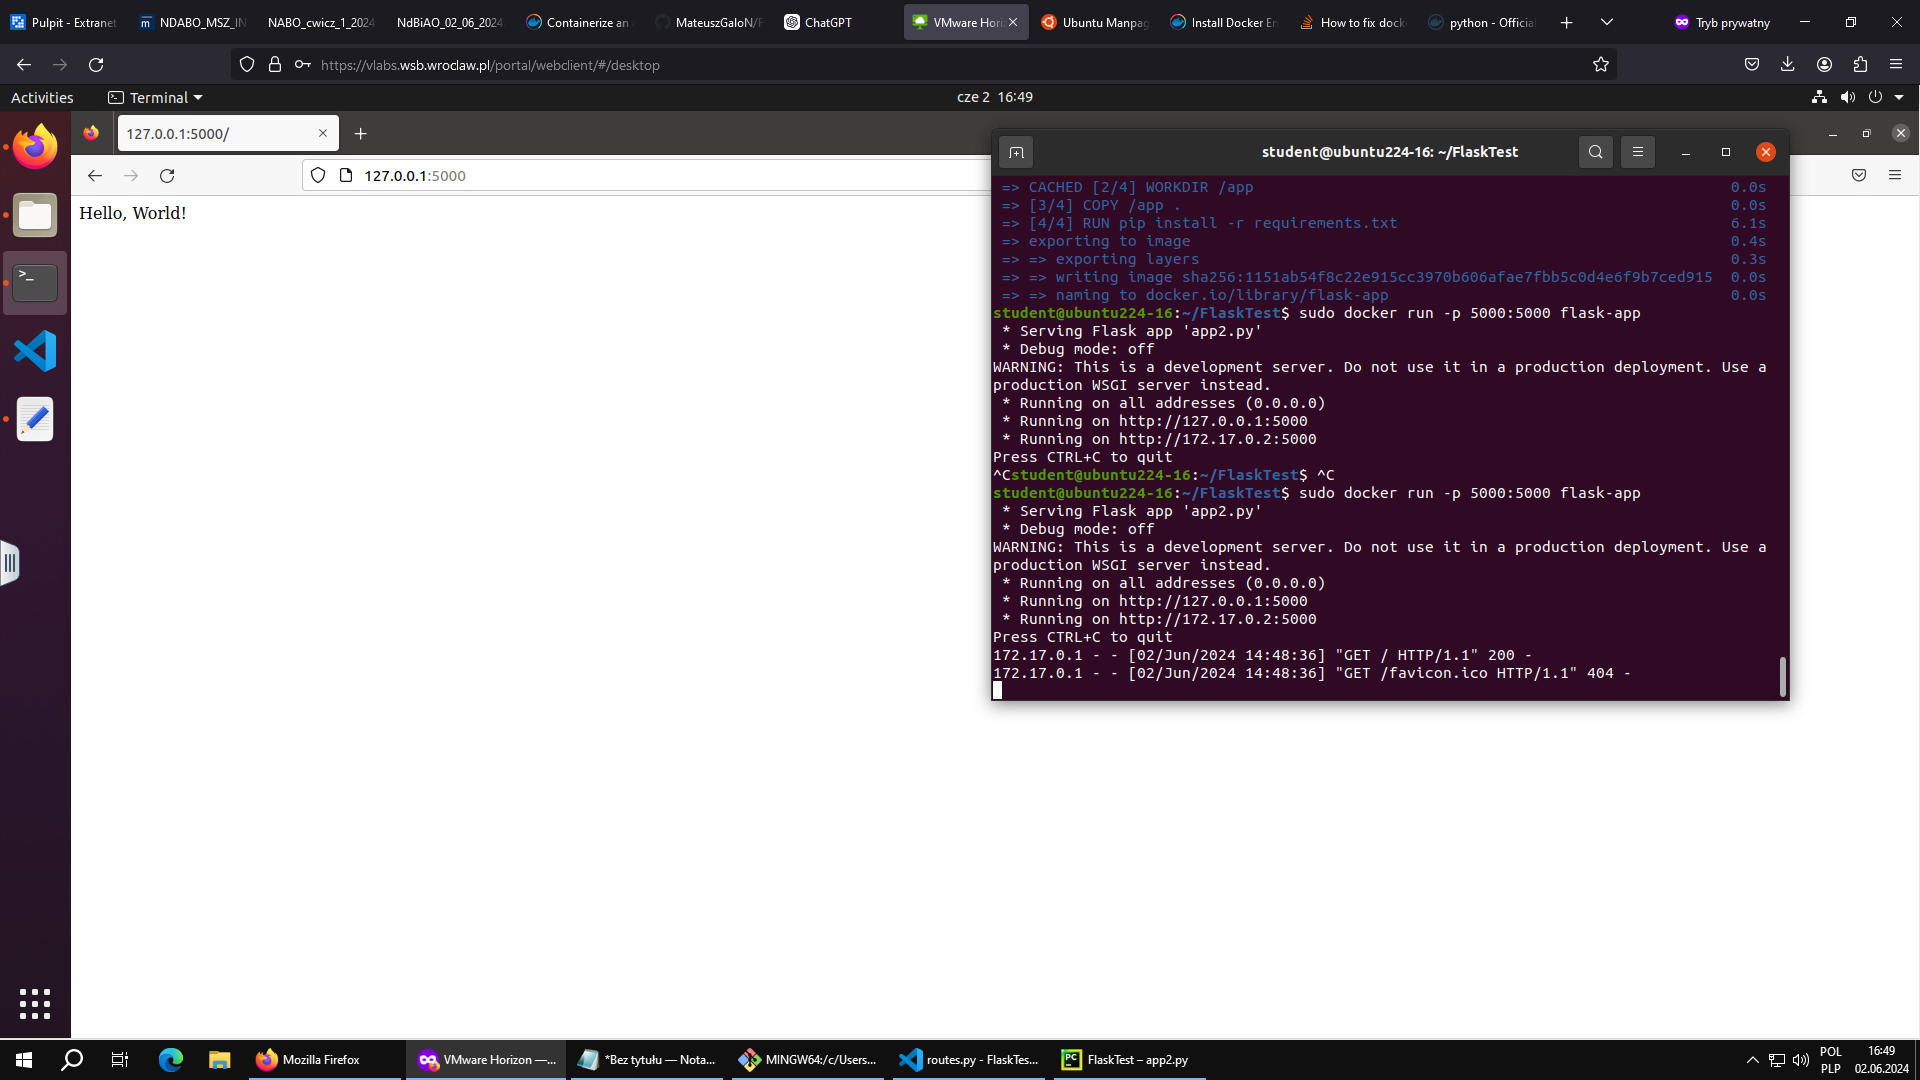 Pulpit - Extranet
NDABO_MSZ_IN
NABO_cwicz_1_2024
NdBiAO_02_06_2024
Containerize an
MateuszGaloN/F
ChatGPT
VMware Horiz
Ubuntu Manpag
Install Docker En
How to fix dock
python - Officia
Tryb prywatny
https://vlabs.wsb.wroclaw.pl/portal/webclient/#/desktop
Activities
Terminal
cze 2 16:49
127.0.0.1:5000/
127.0.0.1:5000
Hello, World!
student@ubuntu224-16: ~/FlaskTest
=> CACHED [2/4] WORKDIR /app 0.0s
=> [3/4] COPY /app . 0.0s
=> [4/4] RUN pip install -r requirements.txt 6.1s
=> exporting to image 0.4s
=> => exporting layers 0.3s
=> => writing image sha256:1151ab54f8c22e915cc3970b606afae7fbb5c0d4e6f9b7ced915 0.0s
=> => naming to docker.io/library/flask-app 0.0s
student@ubuntu224-16:~/FlaskTest$ sudo docker run -p 5000:5000 flask-app
* Serving Flask app 'app2.py'
* Debug mode: off
WARNING: This is a development server. Do not use it in a production deployment. Use a
production WSGI server instead.
* Running on all addresses (0.0.0.0)
* Running on http://127.0.0.1:5000
* Running on http://172.17.0.2:5000
Press CTRL+C to quit
^Cstudent@ubuntu224-16:~/FlaskTest$ ^C
student@ubuntu224-16:~/FlaskTest$ sudo docker run -p 5000:5000 flask-app
* Serving Flask app 'app2.py'
* Debug mode: off
WARNING: This is a development server. Do not use it in a production deployment. Use a
production WSGI server instead.
* Running on all addresses (0.0.0.0)
* Running on http://127.0.0.1:5000
* Running on http://172.17.0.2:5000
Press CTRL+C to quit
172.17.0.1 - - [02/Jun/2024 14:48:36] "GET / HTTP/1.1" 200 -
172.17.0.1 - - [02/Jun/2024 14:48:36] "GET /favicon.ico HTTP/1.1" 404 -
Mozilla Firefox
VMware Horizon —...
*Bez tytułu — Nota...
MINGW64:/c/Users...
routes.py - FlaskTes...
FlaskTest – app2.py
POL
PLP
16:49
02.06.2024